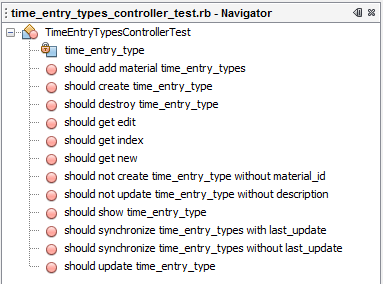 time_entry_types_controller_test.rb - Navigator
TimeEntryTypesControllerTest
time_entry_type
should add material time_entry_types
should create time_entry_type
should destroy time_entry_type
should get edit
should get index
should get new
should not create time_entry_type without material_id
should not update time_entry_type without description
should show time_entry_type
should synchronize time_entry_types with last_update
should synchronize time_entry_types without last_update
should update time_entry_type